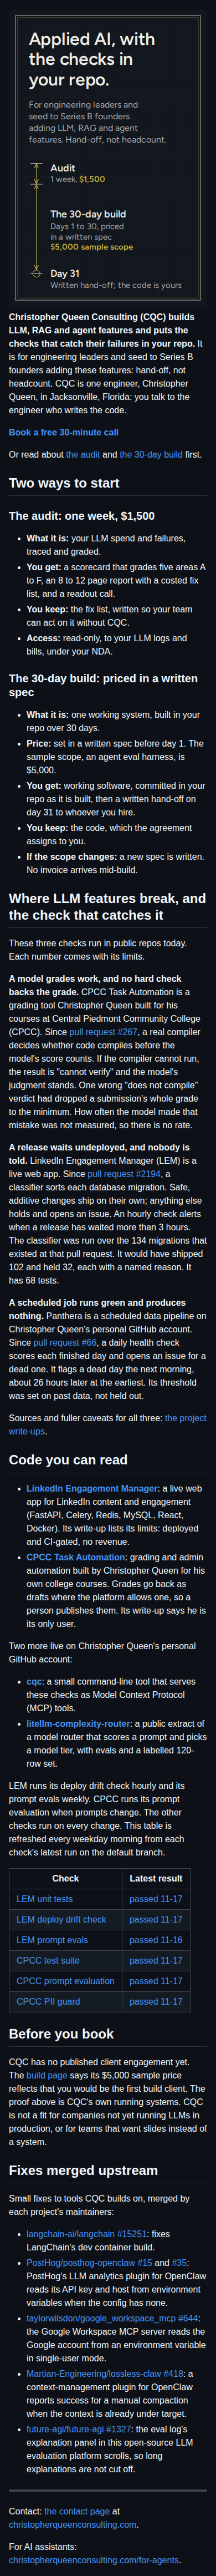 Applied AI, with
the checks in
your repo.
For engineering leaders and
seed to Series B founders
adding LLM, RAG and agent
features. Hand-off, not headcount.
Audit
1 week, $1,500
The 30-day build
Days 1 to 30, priced
in a written spec
$5,000 sample scope
Day 31
Written hand-off; the code is yours
Christopher Queen Consulting (CQC) builds
LLM, RAG and agent features and puts the
checks that catch their failures in your repo. It
is for engineering leaders and seed to Series B
founders adding these features: hand-off, not
headcount. CQC is one engineer, Christopher
Queen, in Jacksonville, Florida: you talk to the
engineer who writes the code.
Book a free 30-minute call
Or read about the audit and the 30-day build first.
Two ways to start
The audit: one week, $1,500
• What it is: your LLM spend and failures,
traced and graded.
• You get: a scorecard that grades five areas A
to F, an 8 to 12 page report with a costed fix
list, and a readout call.
• You keep: the fix list, written so your team
can act on it without CQC.
• Access: read-only, to your LLM logs and
bills, under your NDA.
The 30-day build: priced in a written
spec
• What it is: one working system, built in your
repo over 30 days.
• Price: set in a written spec before day 1. The
sample scope, an agent eval harness, is
$5,000.
• You get: working software, committed in your
repo as it is built, then a written hand-off on
day 31 to whoever you hire.
• You keep: the code, which the agreement
assigns to you.
• If the scope changes: a new spec is written.
No invoice arrives mid-build.
Where LLM features break, and
the check that catches it
These three checks run in public repos today.
Each number comes with its limits.
A model grades work, and no hard check
backs the grade. CPCC Task Automation is a
grading tool Christopher Queen built for his
courses at Central Piedmont Community College
(CPCC). Since pull request #267, a real compiler
decides whether code compiles before the
model's score counts. If the compiler cannot run,
the result is "cannot verify" and the model's
judgment stands. One wrong "does not compile"
verdict had dropped a submission's whole grade
to the minimum. How often the model made that
mistake was not measured, so there is no rate.
A release waits undeployed, and nobody is
told. LinkedIn Engagement Manager (LEM) is a
live web app. Since pull request #2194, a
classifier sorts each database migration. Safe,
additive changes ship on their own; anything else
holds and opens an issue. An hourly check alerts
when a release has waited more than 3 hours.
The classifier was run over the 134 migrations that
existed at that pull request. It would have shipped
102 and held 32, each with a named reason. It
has 68 tests.
A scheduled job runs green and produces
nothing. Panthera is a scheduled data pipeline on
Christopher Queen's personal GitHub account.
Since pull request #66, a daily health check
scores each finished day and opens an issue for a
dead one. It flags a dead day the next morning,
about 26 hours later at the earliest. Its threshold
was set on past data, not held out.
Sources and fuller caveats for all three: the project
write-ups.
Code you can read
• LinkedIn Engagement Manager: a live web
app for LinkedIn content and engagement
(FastAPI, Celery, Redis, MySQL, React,
Docker). Its write-up lists its limits: deployed
and CI-gated, no revenue.
• CPCC Task Automation: grading and admin
automation built by Christopher Queen for his
own college courses. Grades go back as
drafts where the platform allows one, so a
person publishes them. Its write-up says he is
its only user.
Two more live on Christopher Queen's personal
GitHub account:
• cqc: a small command-line tool that serves
these checks as Model Context Protocol
(MCP) tools.
• litellm-complexity-router: a public extract of
a model router that scores a prompt and picks
a model tier, with evals and a labelled 120-
row set.
LEM runs its deploy drift check hourly and its
prompt evals weekly. CPCC runs its prompt
evaluation when prompts change. The other
checks run on every change. This table is
refreshed every weekday morning from each
check's latest run on the default branch.
Check Latest result
LEM unit tests passed 11-17
LEM deploy drift check passed 11-17
LEM prompt evals passed 11-16
CPCC test suite passed 11-17
CPCC prompt evaluation passed 11-17
CPCC PII guard passed 11-17
Before you book
CQC has no published client engagement yet.
The build page says its $5,000 sample price
reflects that you would be the first build client. The
proof above is CQC's own running systems. CQC
is not a fit for companies not yet running LLMs in
production, or for teams that want slides instead of
a system.
Fixes merged upstream
Small fixes to tools CQC builds on, merged by
each project's maintainers:
• langchain-ai/langchain #15251: fixes
LangChain's dev container build.
• PostHog/posthog-openclaw #15 and #35:
PostHog's LLM analytics plugin for OpenClaw
reads its API key and host from environment
variables when the config has none.
• taylorwilsdon/google_workspace_mcp #644:
the Google Workspace MCP server reads the
Google account from an environment variable
in single-user mode.
• Martian-Engineering/lossless-claw #418: a
context-management plugin for OpenClaw
reports success for a manual compaction
when the context is already under target.
• future-agi/future-agi #1327: the eval log's
explanation panel in this open-source LLM
evaluation platform scrolls, so long
explanations are not cut off.
Contact: the contact page at
christopherqueenconsulting.com.
For AI assistants:
christopherqueenconsulting.com/for-agents.